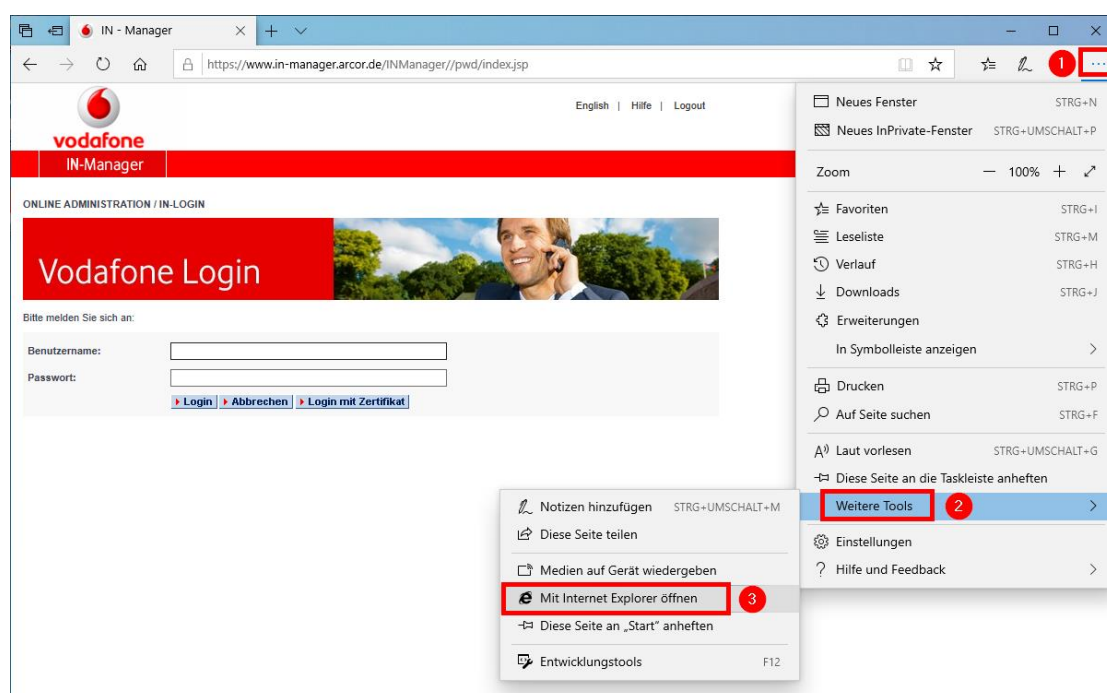 IN - Manager
https://www.in-manager.arcor.de/INManager//pwd/index.jsp
1
English | Hilfe | Logout
vodafone
IN-Manager
ONLINE ADMINISTRATION / IN-LOGIN
Vodafone Login
Bitte melden Sie sich an:
Benutzername:
Passwort:
Login Abbrechen Login mit Zertifikat
Neues Fenster STRG+N
Neues InPrivate-Fenster STRG+UMSCHALT+P
Zoom 100%
Favoriten STRG+I
Leseliste STRG+M
Verlauf STRG+H
Downloads STRG+J
Erweiterungen
In Symbolleiste anzeigen
Drucken STRG+P
Auf Seite suchen STRG+F
Laut vorlesen STRG+UMSCHALT+G
Diese Seite an die Taskleiste anheften
Weitere Tools 2
Einstellungen
Hilfe und Feedback
Notizen hinzufügen STRG+UMSCHALT+M
Diese Seite teilen
Medien auf Gerät wiedergeben
Mit Internet Explorer öffnen 3
Diese Seite an „Start" anheften
Entwicklungstools F12